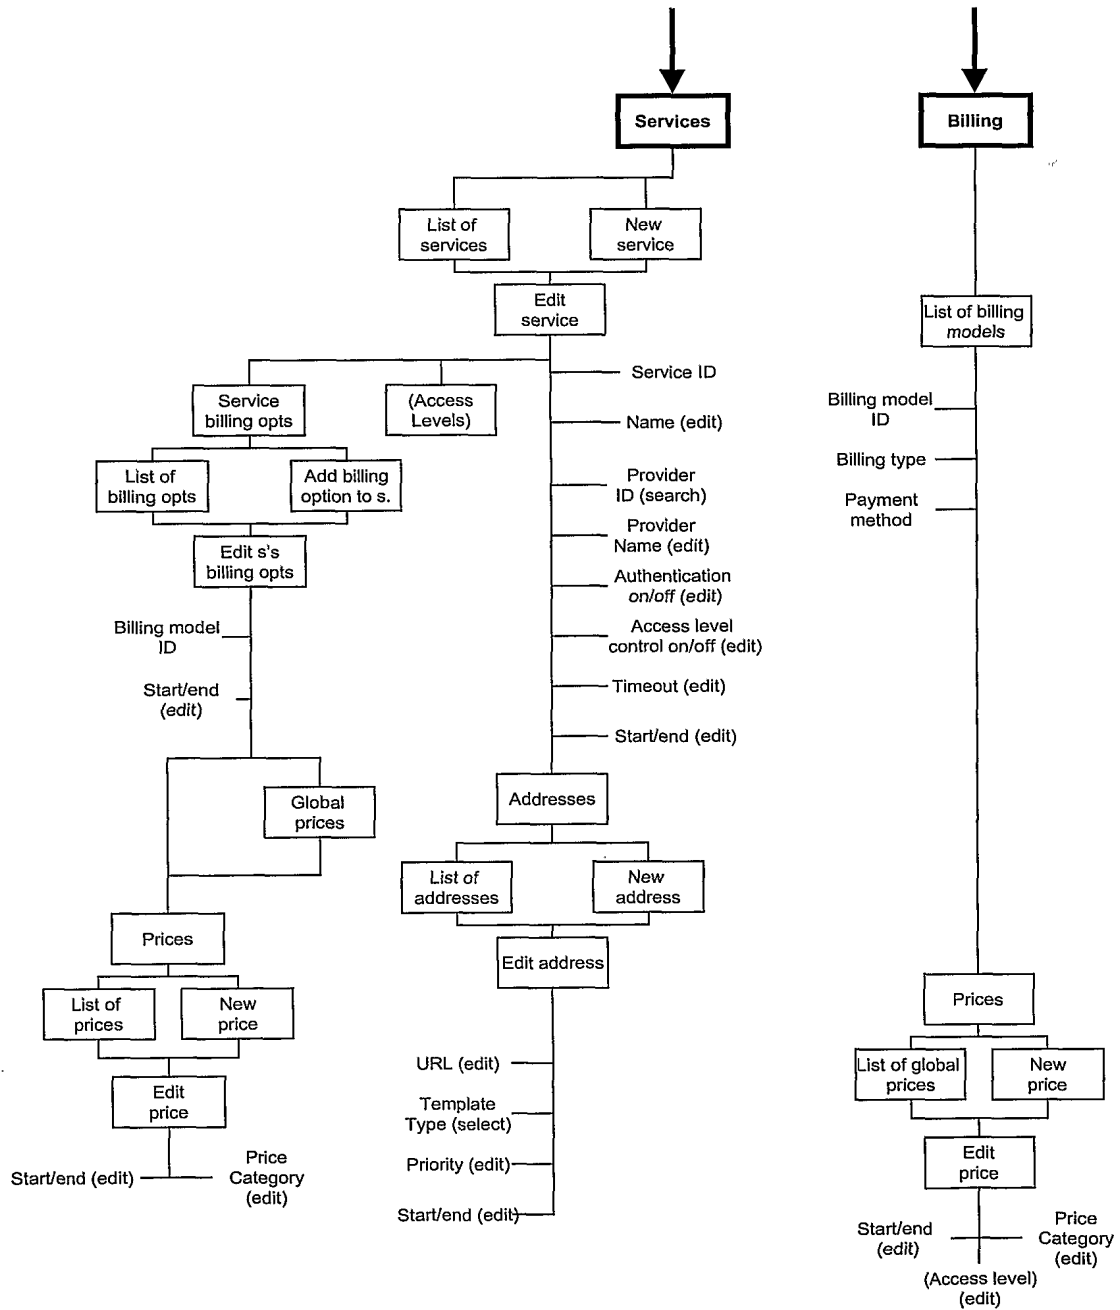 Services
List of
services
New
service
Edit
service
Service ID
Name (edit)
Provider
ID (search)
Provider
Name (edit)
Authentication
on/off (edit)
Access level
control on/off (edit)
Timeout (edit)
Start/end (edit)
Service
billing opts
(Access
Levels)
List of
billing opts
Add billing
option to s.
Edit s's
billing opts
Billing model
ID
Start/end
(edit)
Global
prices
Prices
List of
prices
New
price
Edit
price
Start/end (edit)
Price
Category
(edit)
Addresses
List of
addresses
New
address
Edit address
URL (edit)
Template
Type (select)
Priority (edit)
Start/end (edit)
Billing
List of billing
models
Billing model
ID
Billing type
Payment
method
Prices
List of global
prices
New
price
Edit
price
Start/end
(edit)
Price
Category
(edit)
(Access level)
(edit)